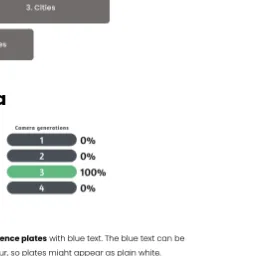 3. Cities
es
a
Camera generations
1 0%
2 0%
3 100%
4 0%
ence plates with blue text. The blue text can be
ur, so plates might appear as plain white.